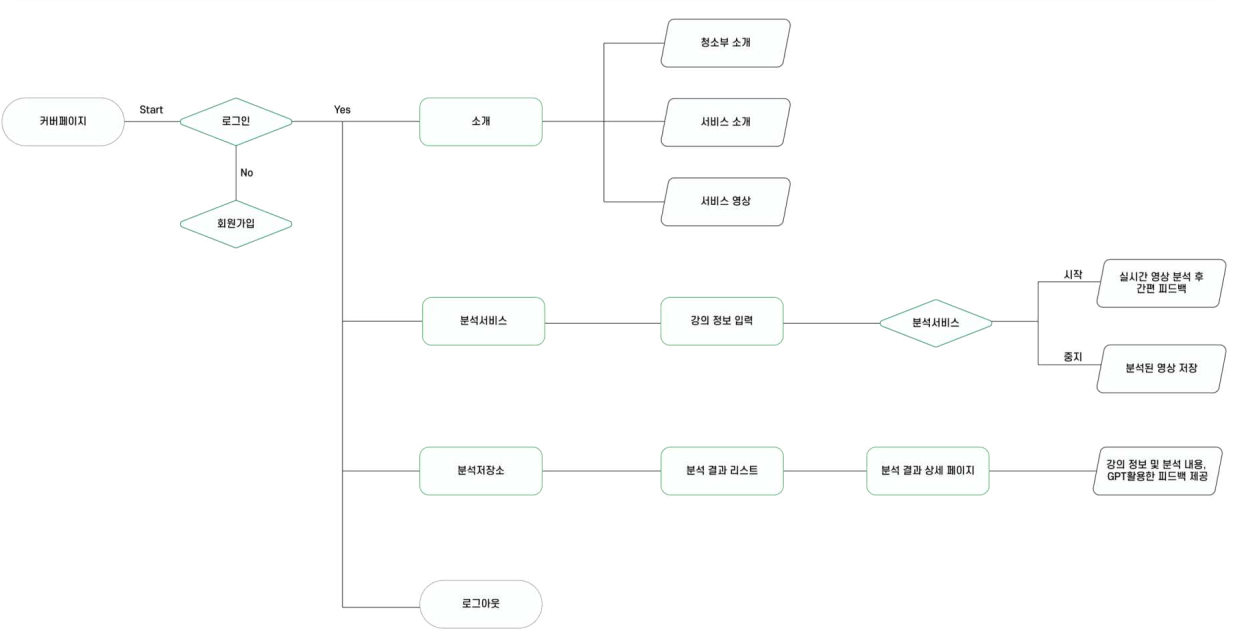 청소부 소개
커버페이지
Start
로그인
Yes
소개
서비스 소개
No
회원가입
서비스 영상
분석서비스
강의 정보 입력
분석서비스
시작
실시간 영상 분석 후
간편 피드백
중지
분석된 영상 저장
분석저장소
분석 결과 리스트
분석 결과 상세 페이지
강의 정보 및 분석 내용,
GPT활용한 피드백 제공
로그아웃